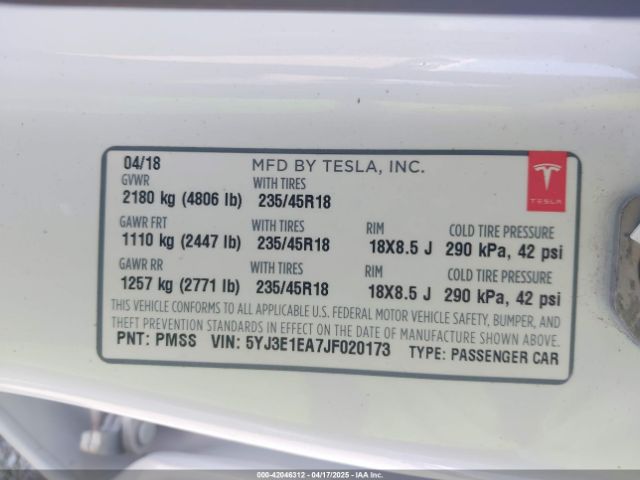 04/18 MFD BY TESLA, INC.
GVWR WITH TIRES
2180 kg (4806 lb) 235/45R18
TESLA
GAWR FRT WITH TIRES RIM COLD TIRE PRESSURE
1110 kg (2447 lb) 235/45R18 18X8.5 J 290 kPa, 42 psi
GAWR RR WITH TIRES RIM COLD TIRE PRESSURE
1257 kg (2771 lb) 235/45R18 18X8.5 J 290 kPa, 42 psi
THIS VEHICLE CONFORMS TO ALL APPLICABLE U.S. FEDERAL MOTOR VEHICLE SAFETY, BUMPER, AND
THEFT PREVENTION STANDARDS IN EFFECT ON THE DATE OF MANUFACTURE SHOWN ABOVE.
PNT: PMSS VIN: 5YJ3E1EA7JF020173 TYPE: PASSENGER CAR
000-42046312 - 04/17/2025 - IAAI.COM